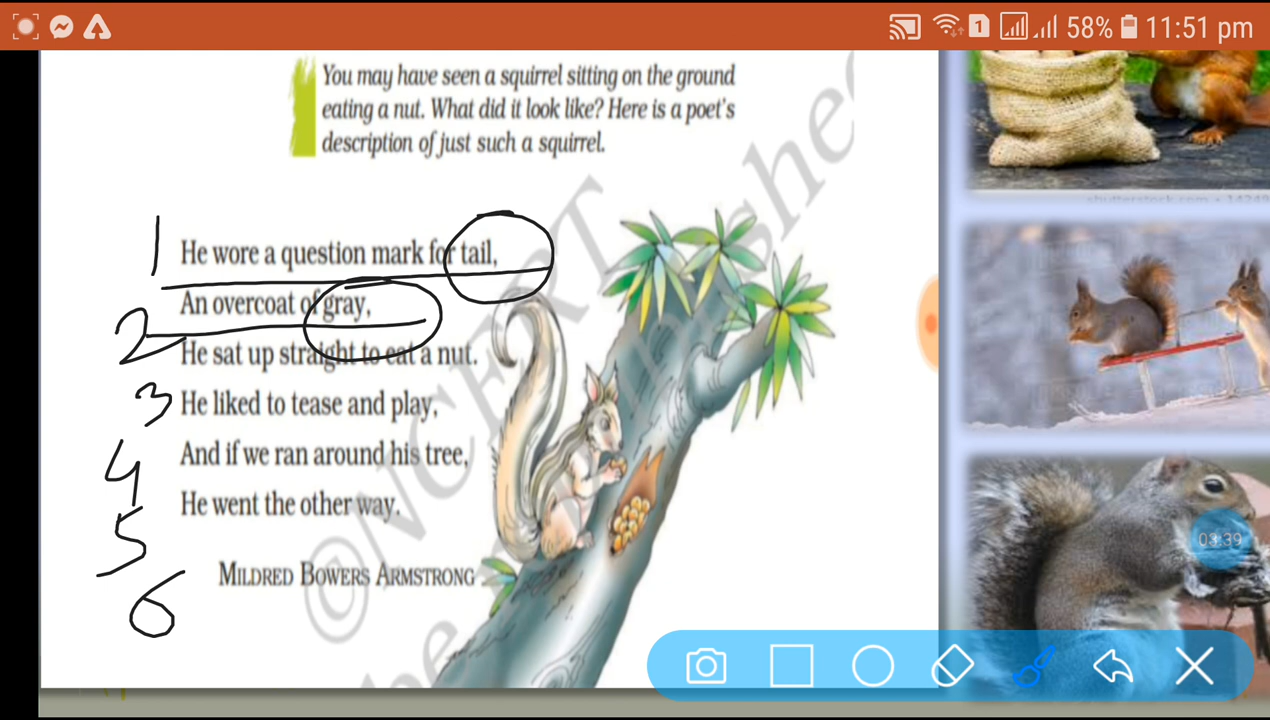 58% 11:51 pm
1
You may have seen a squirrel sitting on the ground
eating a nut. What did it look like? Here is a poet's
description of just such a squirrel.
1 He wore a question mark for tail,
An overcoat of gray,
2 He sat up straight to eat a nut.
3 He liked to tease and play,
4 And if we ran around his tree,
He went the other way.
5
6 MILDRED BOWERS ARMSTRONG
©NCERT
03:39